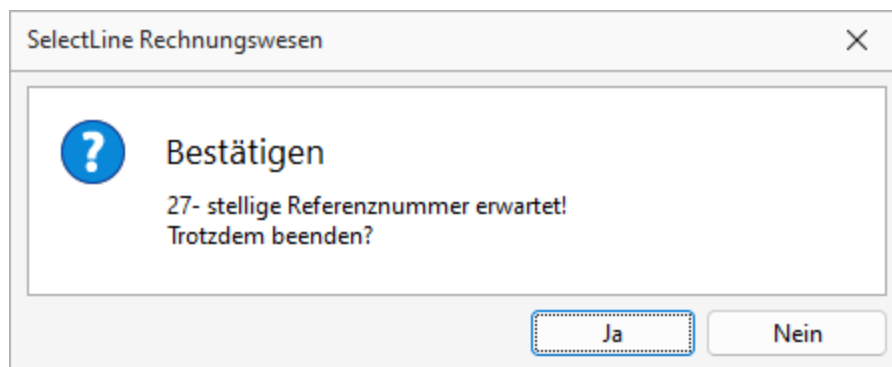 SelectLine Rechnungswesen
?
Bestätigen
27- stellige Referenznummer erwartet!
Trotzdem beenden?
Ja
Nein